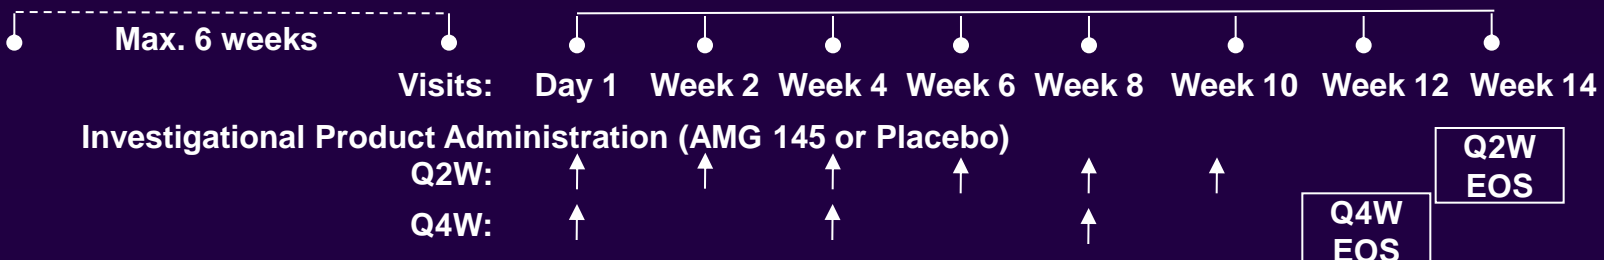 Max. 6 weeks
Visits: Day 1 Week 2 Week 4 Week 6 Week 8 Week 10 Week 12 Week 14
Investigational Product Administration (AMG 145 or Placebo)
Q2W:
Q2W
EOS
Q4W:
Q4W
EOS